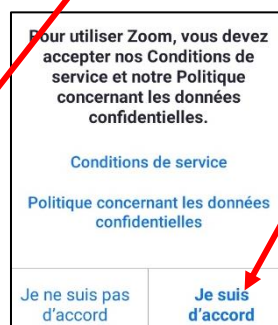 Pour utiliser Zoom, vous devez
accepter nos Conditions de
service et notre Politique
concernant les données
confidentielles.
Conditions de service
Politique concernant les données
confidentielles
Je ne suis pas
d'accord
Je suis
d'accord